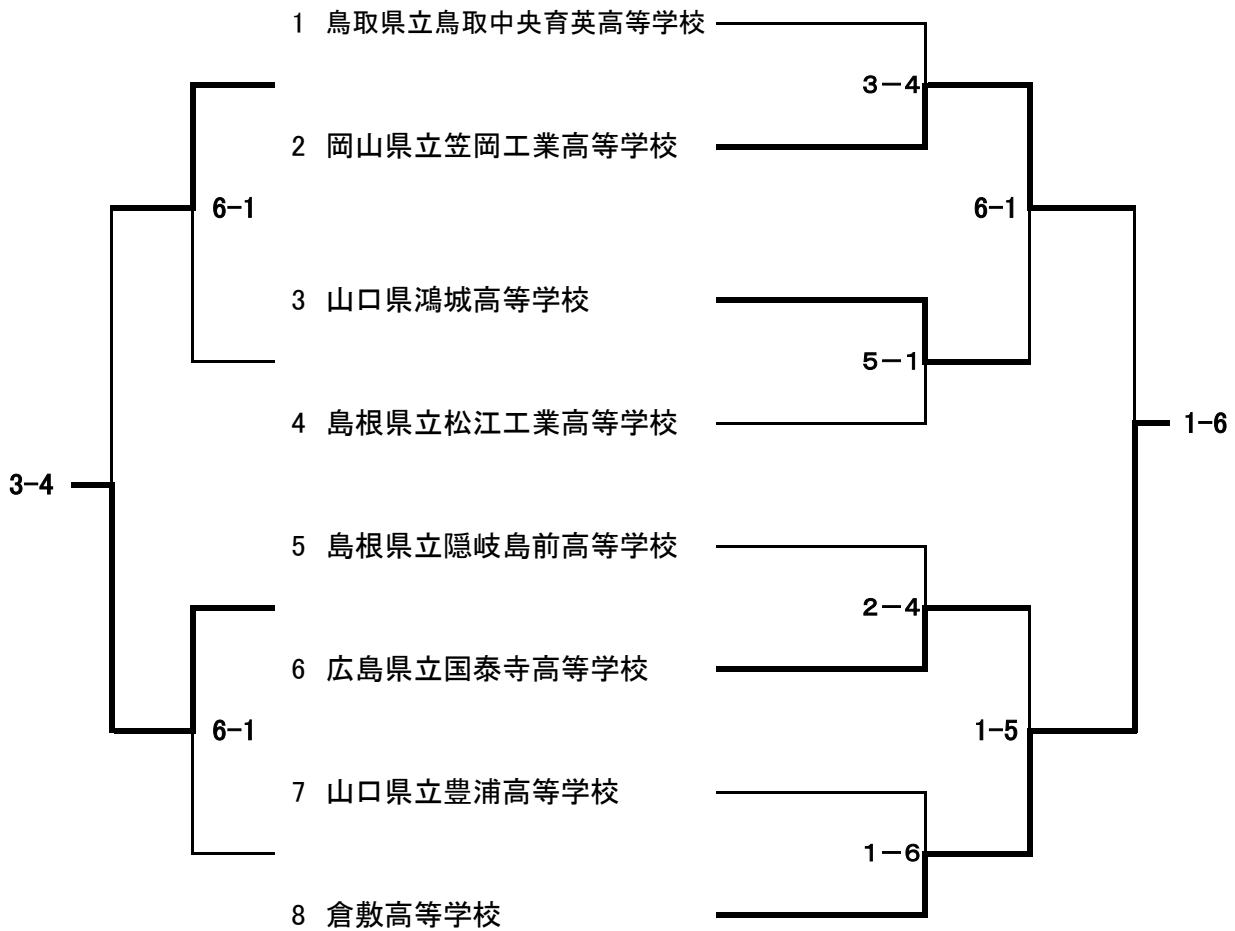 1 鳥取県立鳥取中央育英高等学校
3－4
2 岡山県立笠岡工業高等学校
6-1
6-1
3 山口県鴻城高等学校
5－1
4 島根県立松江工業高等学校
1-6
3-4
5 島根県立隠岐島前高等学校
2－4
6 広島県立国泰寺高等学校
6-1
1-5
7 山口県立豊浦高等学校
1－6
8 倉敷高等学校